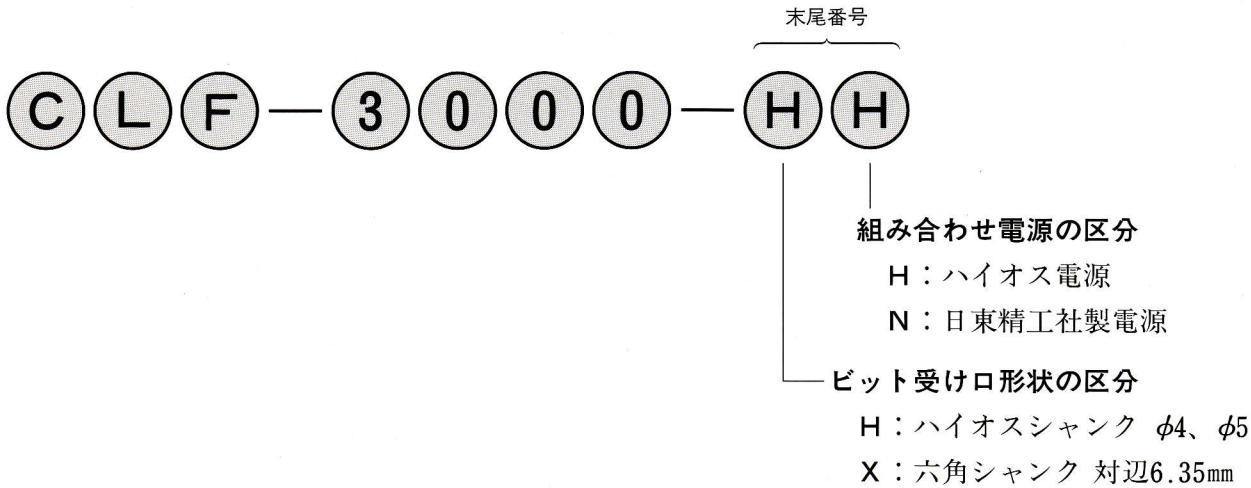 末尾番号
CLF-3000-HH
組み合わせ電源の区分
H：ハイオス電源
N：日東精工社製電源
ビット受け口形状の区分
H：ハイオスシャンク φ4、φ5
X：六角シャンク 対辺6.35mm